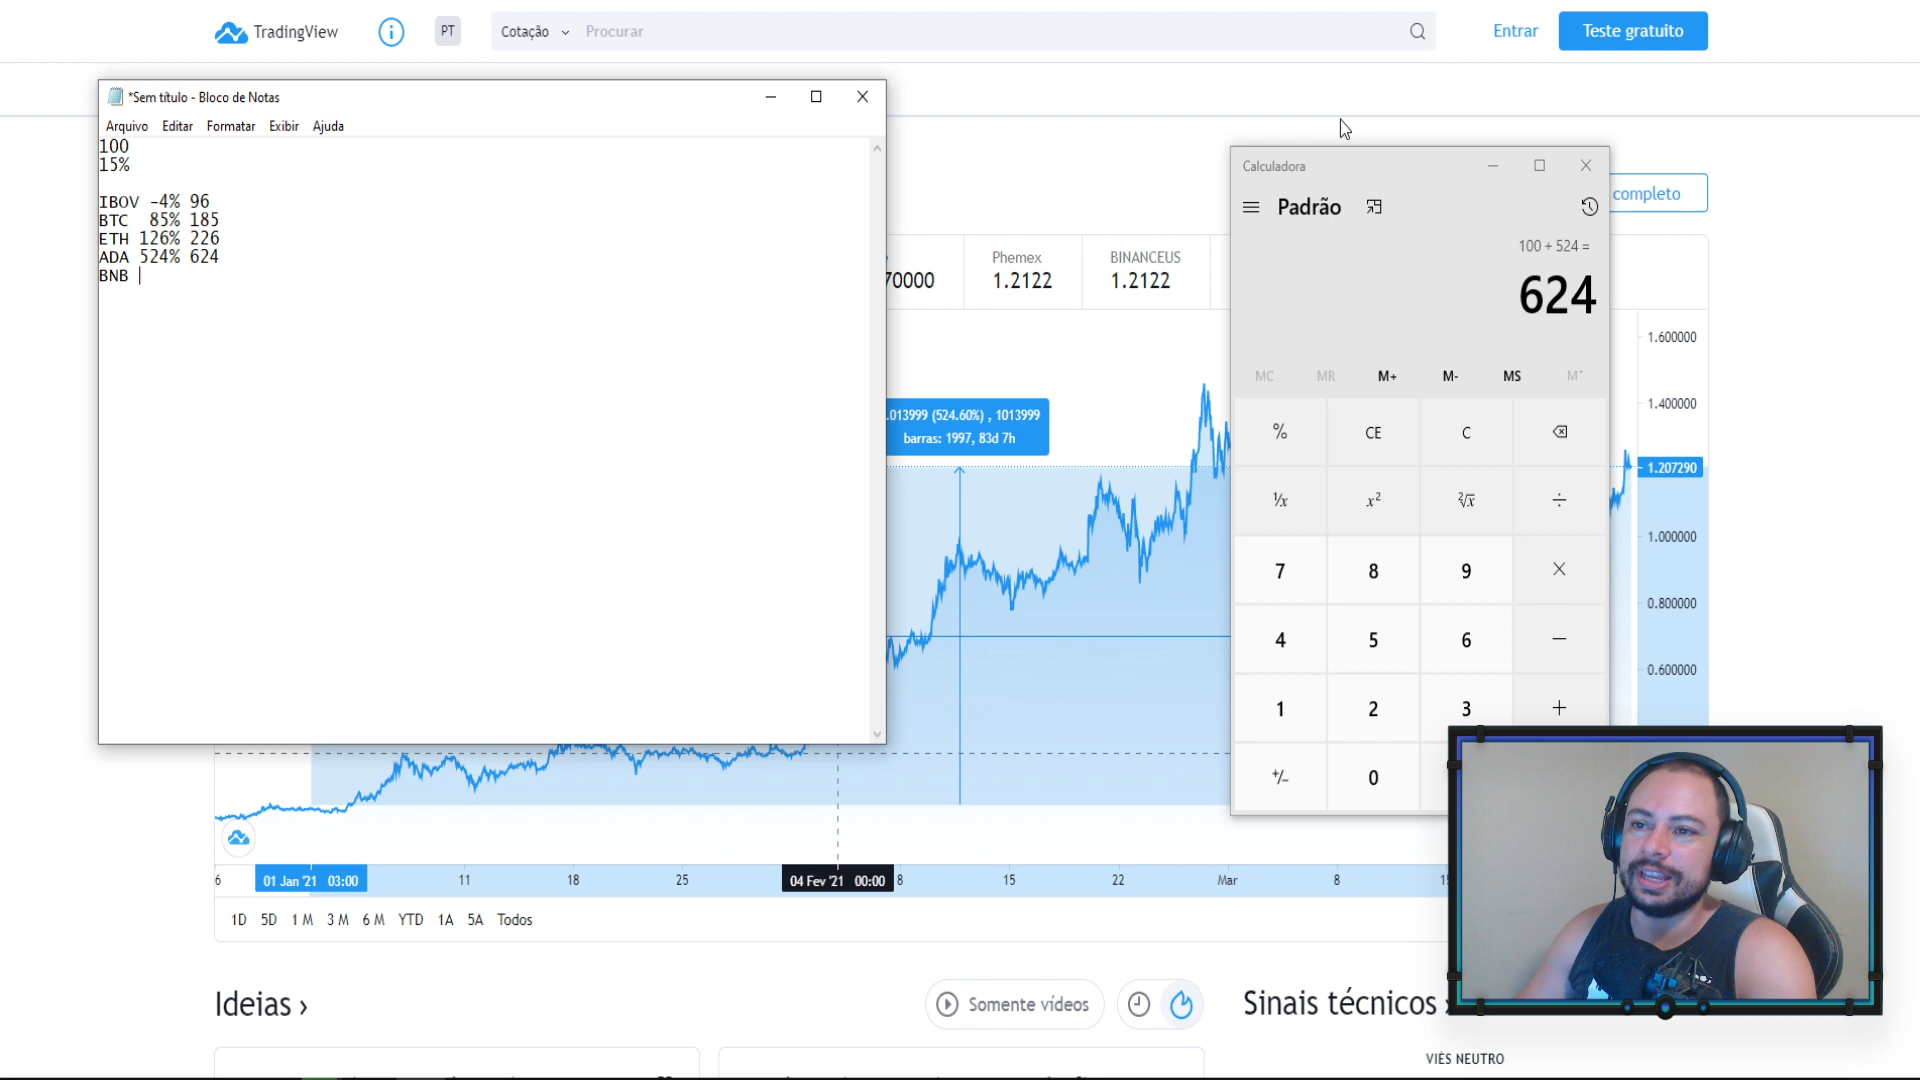 TradingView
PT
Cotação
Procurar
Entrar
Teste gratuito
*Sem título - Bloco de Notas
Arquivo Editar Formatar Exibir Ajuda
100
15%
IBOV -4% 96
BTC 85% 185
ETH 126% 226
ADA 524% 624
BNB
Calculadora
Padrão
100 + 524 =
624
MC MR M+ M- MS M˅
% CE C
¹/x x² ²√x ÷
7 8 9 ×
4 5 6 −
1 2 3 +
+/− 0
completo
Phemex
1.2122
BINANCEUS
1.2122
70000
013999 (524.60%) , 1013999
barras: 1997, 83d 7h
1.600000
1.400000
1.207290
1.000000
0.800000
0.600000
6
01 Jan '21 03:00
11
18
25
04 Fev '21 00:00
8
15
22
Mar
8
1D 5D 1 M 3 M 6 M YTD 1A 5A Todos
Ideias ›
Somente vídeos
Sinais técnicos
VIÉS NEUTRO